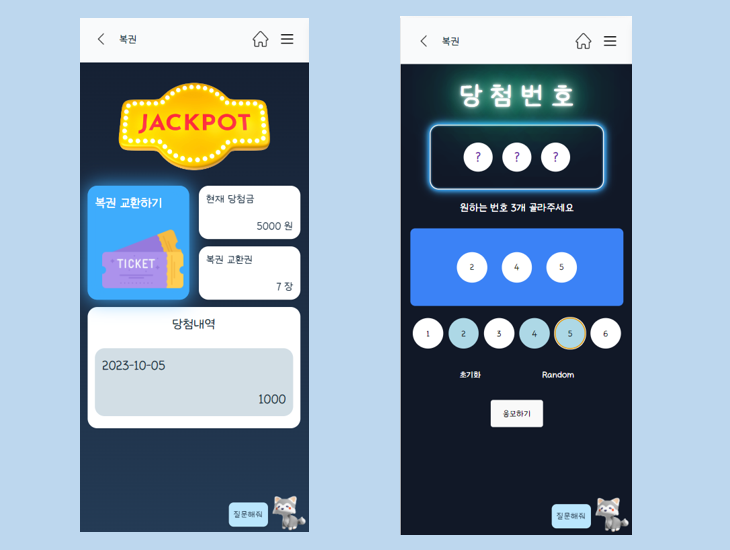 복권
JACKPOT
복권 교환하기
TICKET
현재 당첨금
5000 원
복권 교환권
7 장
당첨내역
2023-10-05
1000
질문해줘
복권
당첨번호
? ? ?
원하는 번호 3개 골라주세요
2 4 5
1 2 3 4 5 6
초기화 Random
응모하기
질문해줘